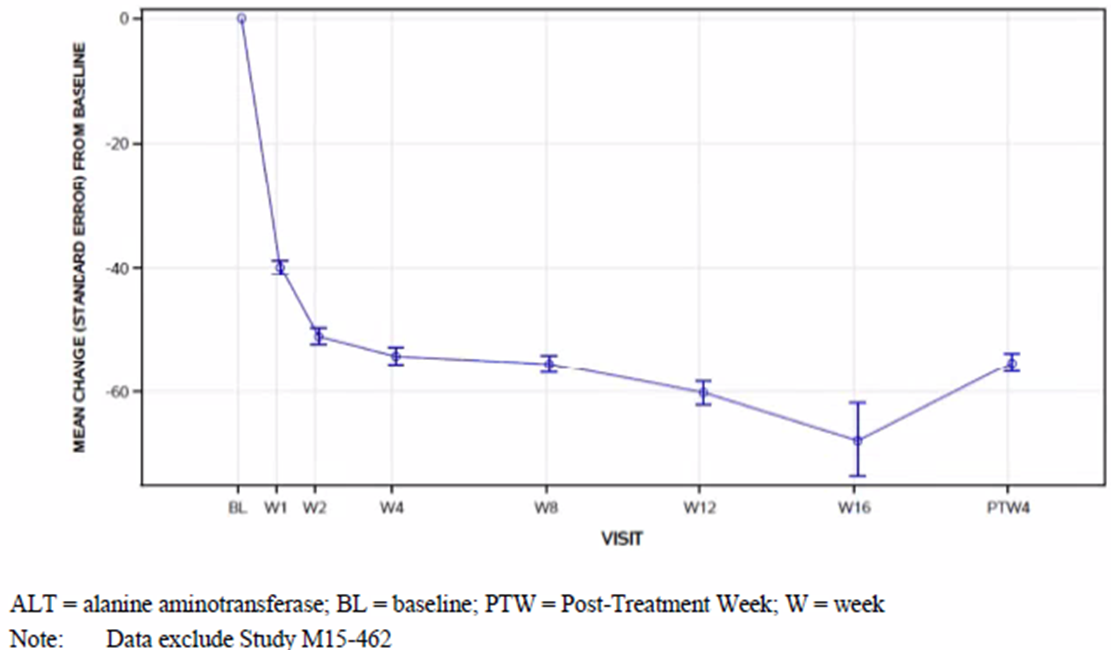 MEAN CHANGE (STANDARD ERROR) FROM BASELINE
0
-20
-40
-60
BL W1 W2 W4 W8 W12 W16 PTW4
VISIT
ALT = alanine aminotransferase; BL = baseline; PTW = Post-Treatment Week; W = week
Note: Data exclude Study M15-462